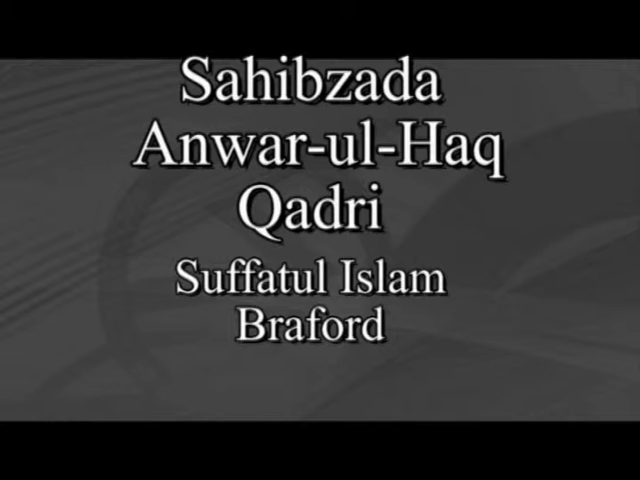 Sahibzada
Anwar-ul-Haq
Qadri
Suffatul Islam
Braford